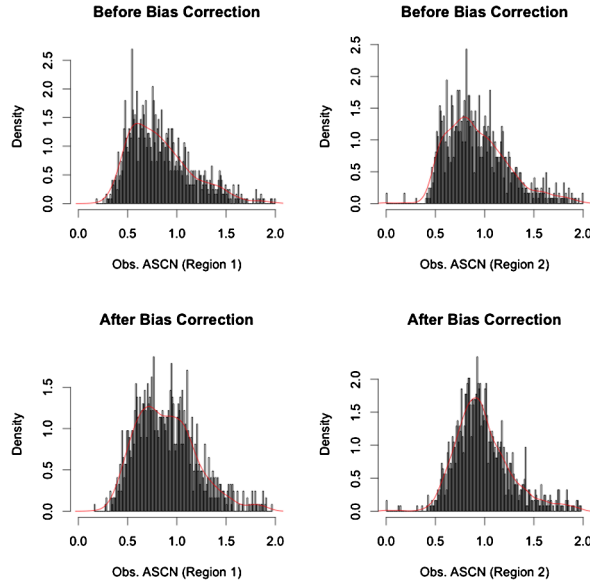 Before Bias Correction
Density
0.0 0.5 1.0 1.5 2.0 2.5
0.0 0.5 1.0 1.5 2.0
Obs. ASCN (Region 1)
Before Bias Correction
Density
0.0 0.5 1.0 1.5 2.0 2.5
0.0 0.5 1.0 1.5 2.0
Obs. ASCN (Region 2)
After Bias Correction
Density
0.0 0.5 1.0 1.5
0.0 0.5 1.0 1.5 2.0
Obs. ASCN (Region 1)
After Bias Correction
Density
0.0 0.5 1.0 1.5 2.0
0.0 0.5 1.0 1.5 2.0
Obs. ASCN (Region 2)